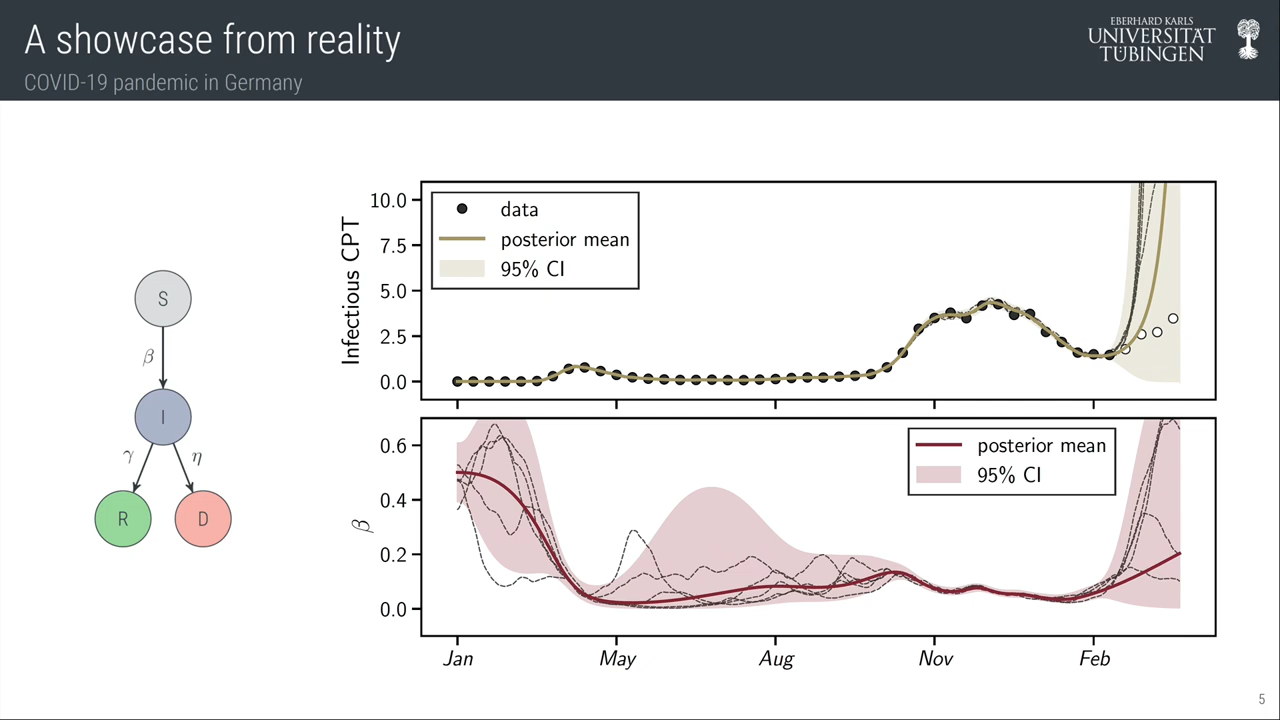 A showcase from reality
COVID-19 pandemic in Germany
EBERHARD KARLS
UNIVERSITÄT
TÜBINGEN
S
β
I
γ
η
R
D
Infectious CPT
10.0
7.5
5.0
2.5
0.0
data
posterior mean
95% CI
β
0.6
0.4
0.2
0.0
posterior mean
95% CI
Jan
May
Aug
Nov
Feb
5